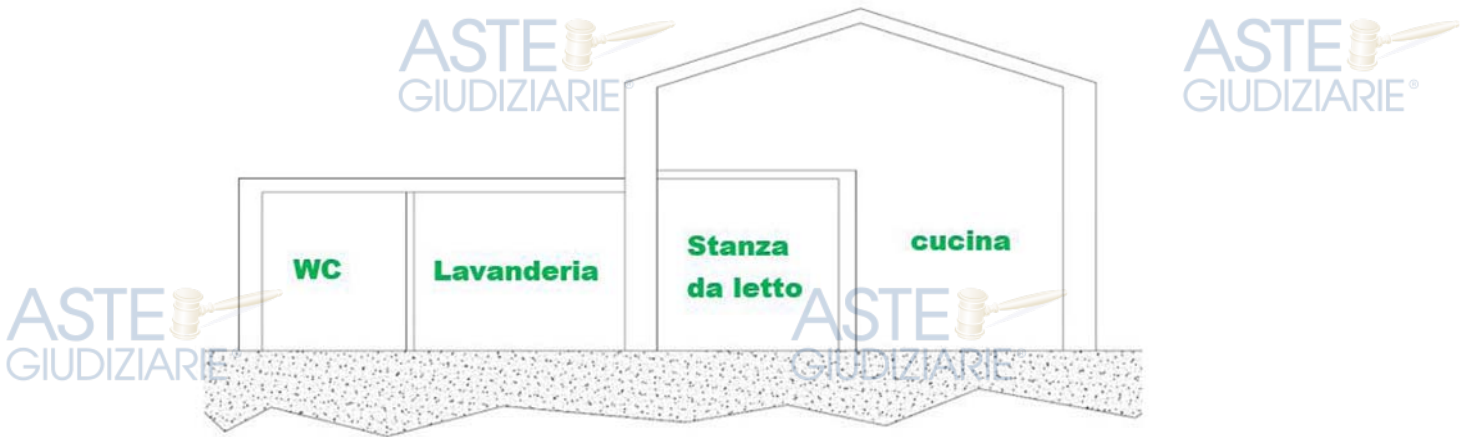 ASTE
GIUDIZIARIE®
ASTE
GIUDIZIARIE®
WC
Lavanderia
Stanza
da letto
cucina
ASTE
GIUDIZIARIE®
ASTE
GIUDIZIARIE®